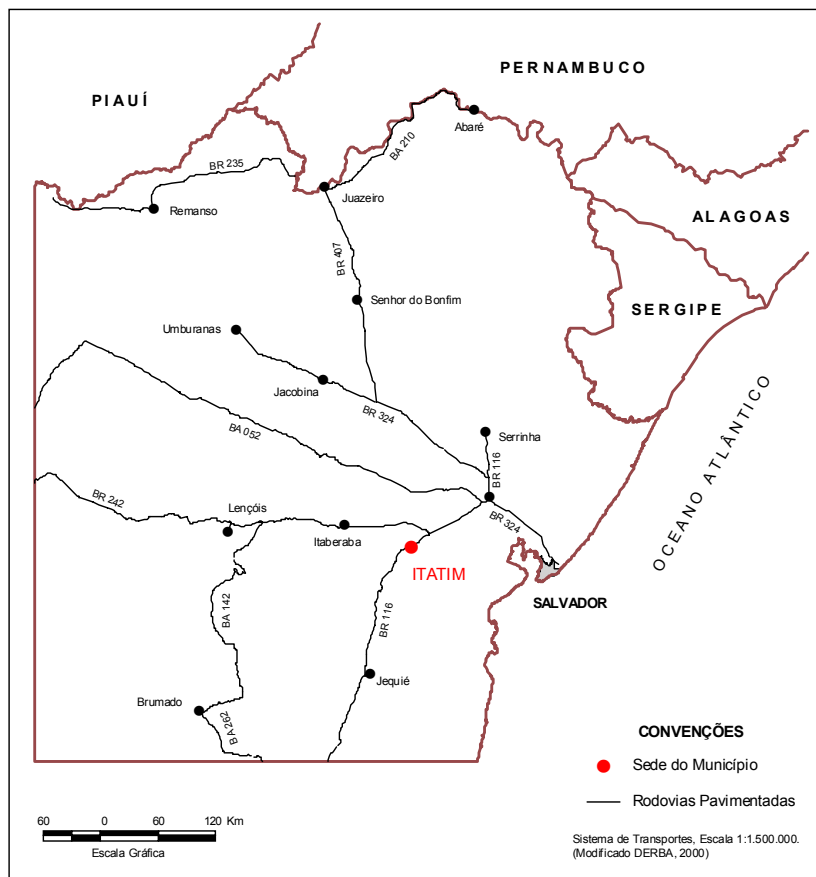 PERNAMBUCO
PIAUÍ
Abaré
BA 210
BR 235
Juazeiro
Remanso
ALAGOAS
BR 407
Senhor do Bonfim
SERGIPE
Umburanas
Jacobina
BR 324
OCEANO ATLÂNTICO
BA 052
Serrinha
BR 116
BR 242
Lençóis
Itaberaba
BR 324
ITATIM
SALVADOR
BA 142
BR 116
Jequié
Brumado
BA 262
CONVENÇÕES
Sede do Município
Rodovias Pavimentadas
60 0 60 120 Km
Escala Gráfica
Sistema de Transportes, Escala 1:1.500.000.
(Modificado DERBA, 2000)